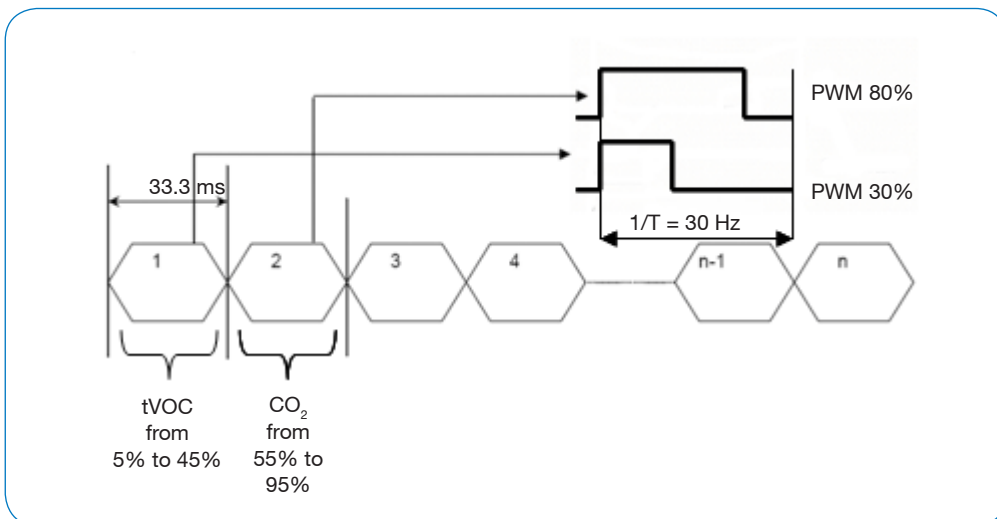 PWM 80%
33.3 ms
PWM 30%
1/T = 30 Hz
1
2
3
4
n-1
n
tVOC
from
5% to 45%
CO₂
from
55% to
95%